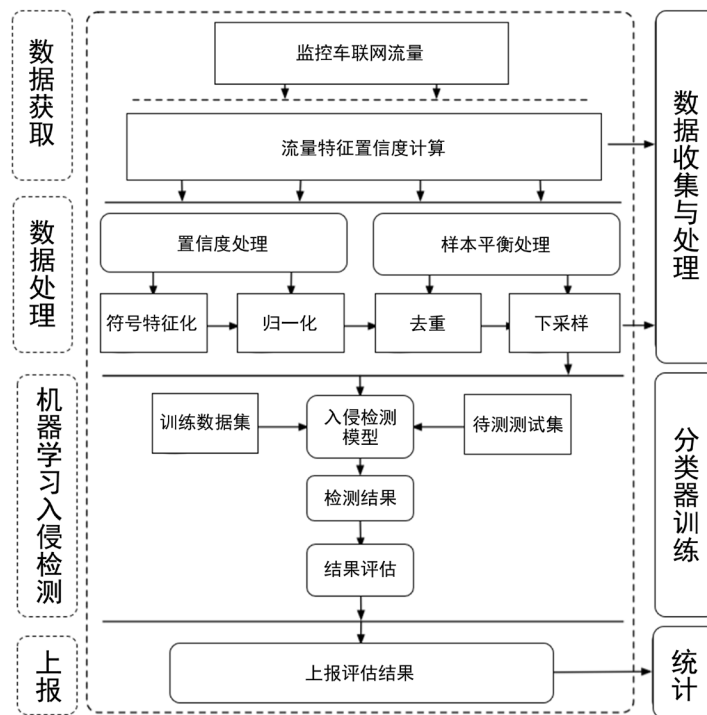 数据获取
监控车联网流量
流量特征置信度计算
数据收集与处理
数据处理
置信度处理
样本平衡处理
符号特征化
归一化
去重
下采样
机器学习入侵检测
训练数据集
入侵检测
模型
待测测试集
分类器训练
检测结果
结果评估
上报
上报评估结果
统计